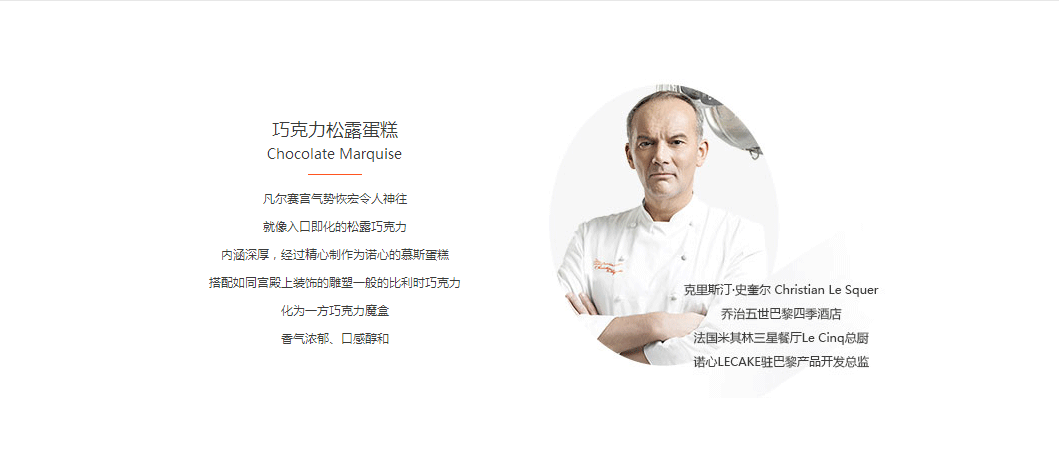 巧克力松露蛋糕
Chocolate Marquise
凡尔赛宫气势恢宏令人神往
就像入口即化的松露巧克力
内涵深厚，经过精心制作为诺心的慕斯蛋糕
搭配如同宫殿上装饰的雕塑一般的比利时巧克力
化为一方巧克力魔盒
香气浓郁、口感醇和
克里斯汀·史奎尔 Christian Le Squer
乔治五世巴黎四季酒店
法国米其林三星餐厅Le Cinq总厨
诺心LECAKE驻巴黎产品开发总监